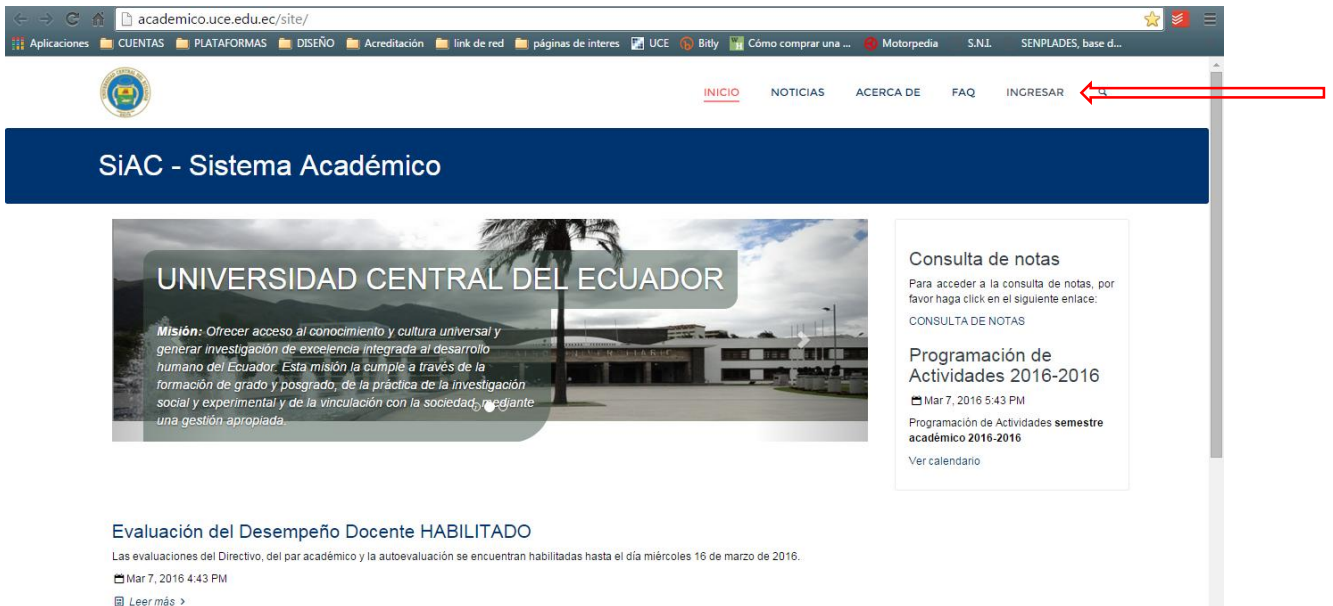 academico.uce.edu.ec/site/
Aplicaciones CUENTAS PLATAFORMAS DISEÑO Acreditación link de red páginas de interes UCE Bitly Cómo comprar una ... Motorpedia S.N.I. SENPLADES, base d...
INICIO NOTICIAS ACERCA DE FAQ INGRESAR
SiAC - Sistema Académico
UNIVERSIDAD CENTRAL DEL ECUADOR
Misión: Ofrecer acceso al conocimiento y cultura universal y
generar investigación de excelencia integrada al desarrollo
humano del Ecuador. Esta misión la cumple a través de la
formación de grado y posgrado, de la práctica de la investigación
social y experimental y de la vinculación con la sociedad, mediante
una gestión apropiada.
Consulta de notas
Para acceder a la consulta de notas, por
favor haga click en el siguiente enlace:
CONSULTA DE NOTAS
Programación de
Actividades 2016-2016
Mar 7, 2016 5:43 PM
Programación de Actividades semestre
académico 2016-2016
Ver calendario
Evaluación del Desempeño Docente HABILITADO
Las evaluaciones del Directivo, del par académico y la autoevaluación se encuentran habilitadas hasta el día miércoles 16 de marzo de 2016.
Mar 7, 2016 4:43 PM
Leer más >